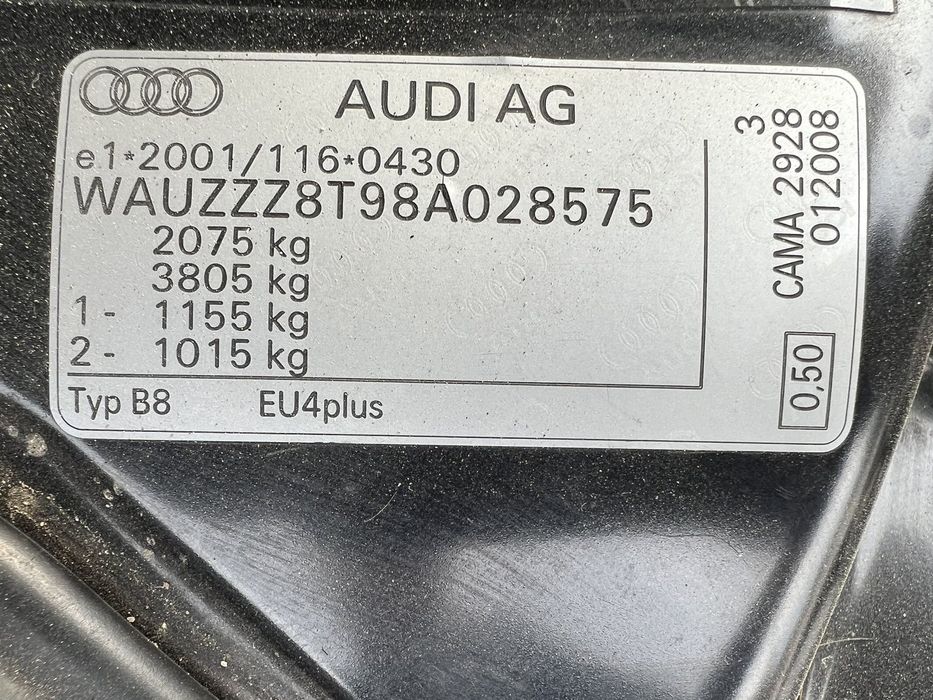 AUDI AG
e1*2001/116*0430
WAUZZZ8T98A028575
2075 kg
3805 kg
1 - 1155 kg
2 - 1015 kg
Typ B8 EU4plus
3
CAMA 2928
012008
0,50